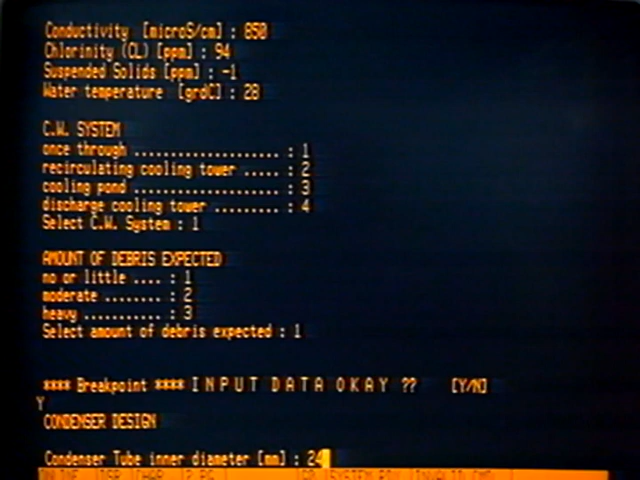 Conductivity [microS/cm] : 850
Chlorinity (CL) [ppm] : 94
Suspended Solids [ppm] : -1
Water temperature [grdC] : 28
C.W. SYSTEM
once through ................... : 1
recirculating cooling tower ..... : 2
cooling pond .................... : 3
discharge cooling tower ......... : 4
Select C.W. System : 1
AMOUNT OF DEBRIS EXPECTED
no or little .... : 1
moderate ........ : 2
heavy ........... : 3
Select amount of debris expected : 1
**** Breakpoint **** I N P U T  D A T A  O K A Y  ??  [Y/N]
Y
CONDENSER DESIGN
Condenser Tube inner diameter [mm] : 24